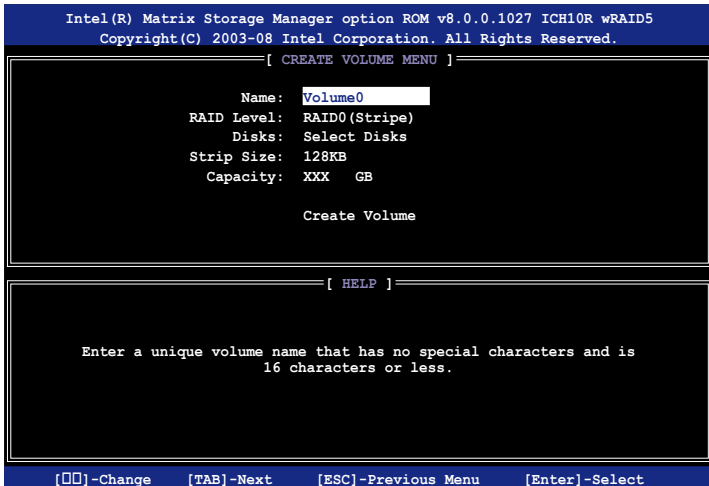 Intel(R) Matrix Storage Manager option ROM v8.0.0.1027 ICH10R wRAID5
Copyright(C) 2003-08 Intel Corporation. All Rights Reserved.
[ CREATE VOLUME MENU ]
Name: Volume0
RAID Level: RAID0(Stripe)
Disks: Select Disks
Strip Size: 128KB
Capacity: XXX GB
Create Volume
[ HELP ]
Enter a unique volume name that has no special characters and is
16 characters or less.
[▯▯]-Change [TAB]-Next [ESC]-Previous Menu [Enter]-Select